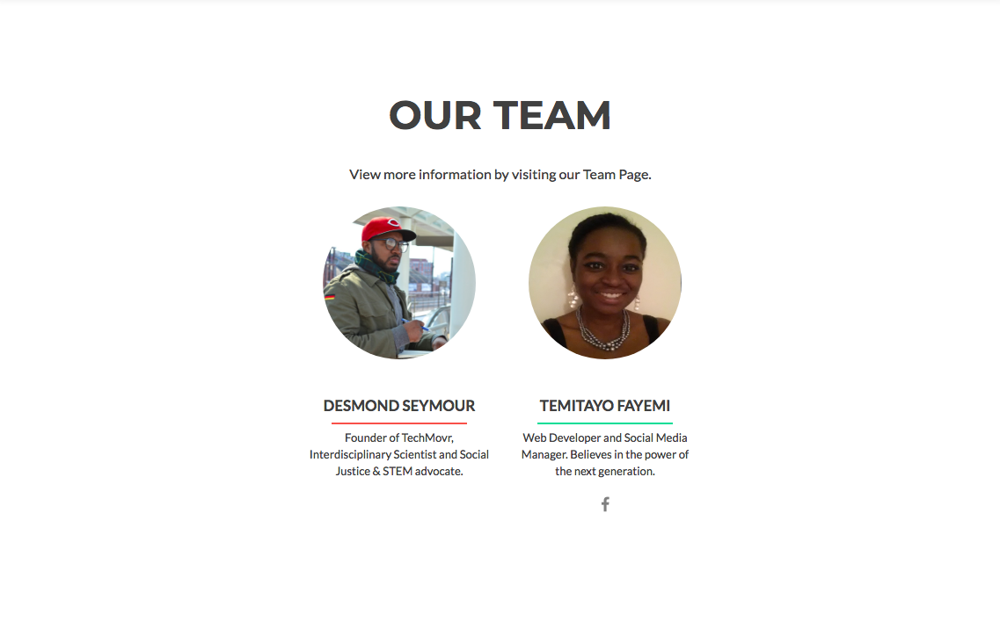 OUR TEAM
View more information by visiting our Team Page.
DESMOND SEYMOUR
Founder of TechMovr,
Interdisciplinary Scientist and Social
Justice & STEM advocate.
TEMITAYO FAYEMI
Web Developer and Social Media
Manager. Believes in the power of
the next generation.